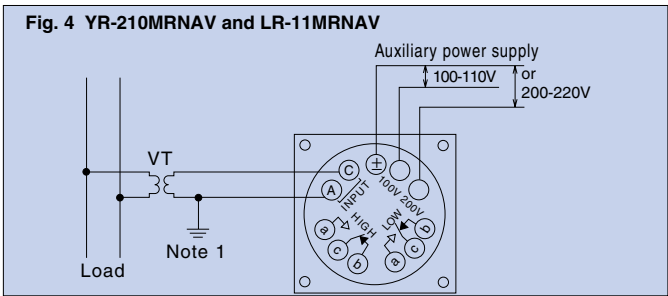 Fig. 4 YR-210MRNAV and LR-11MRNAV
Auxiliary power supply
100-110V
or
200-220V
VT
C
±
A
INPUT
100V 200V
HIGH
LOW
a
c
b
a
c
b
Note 1
Load